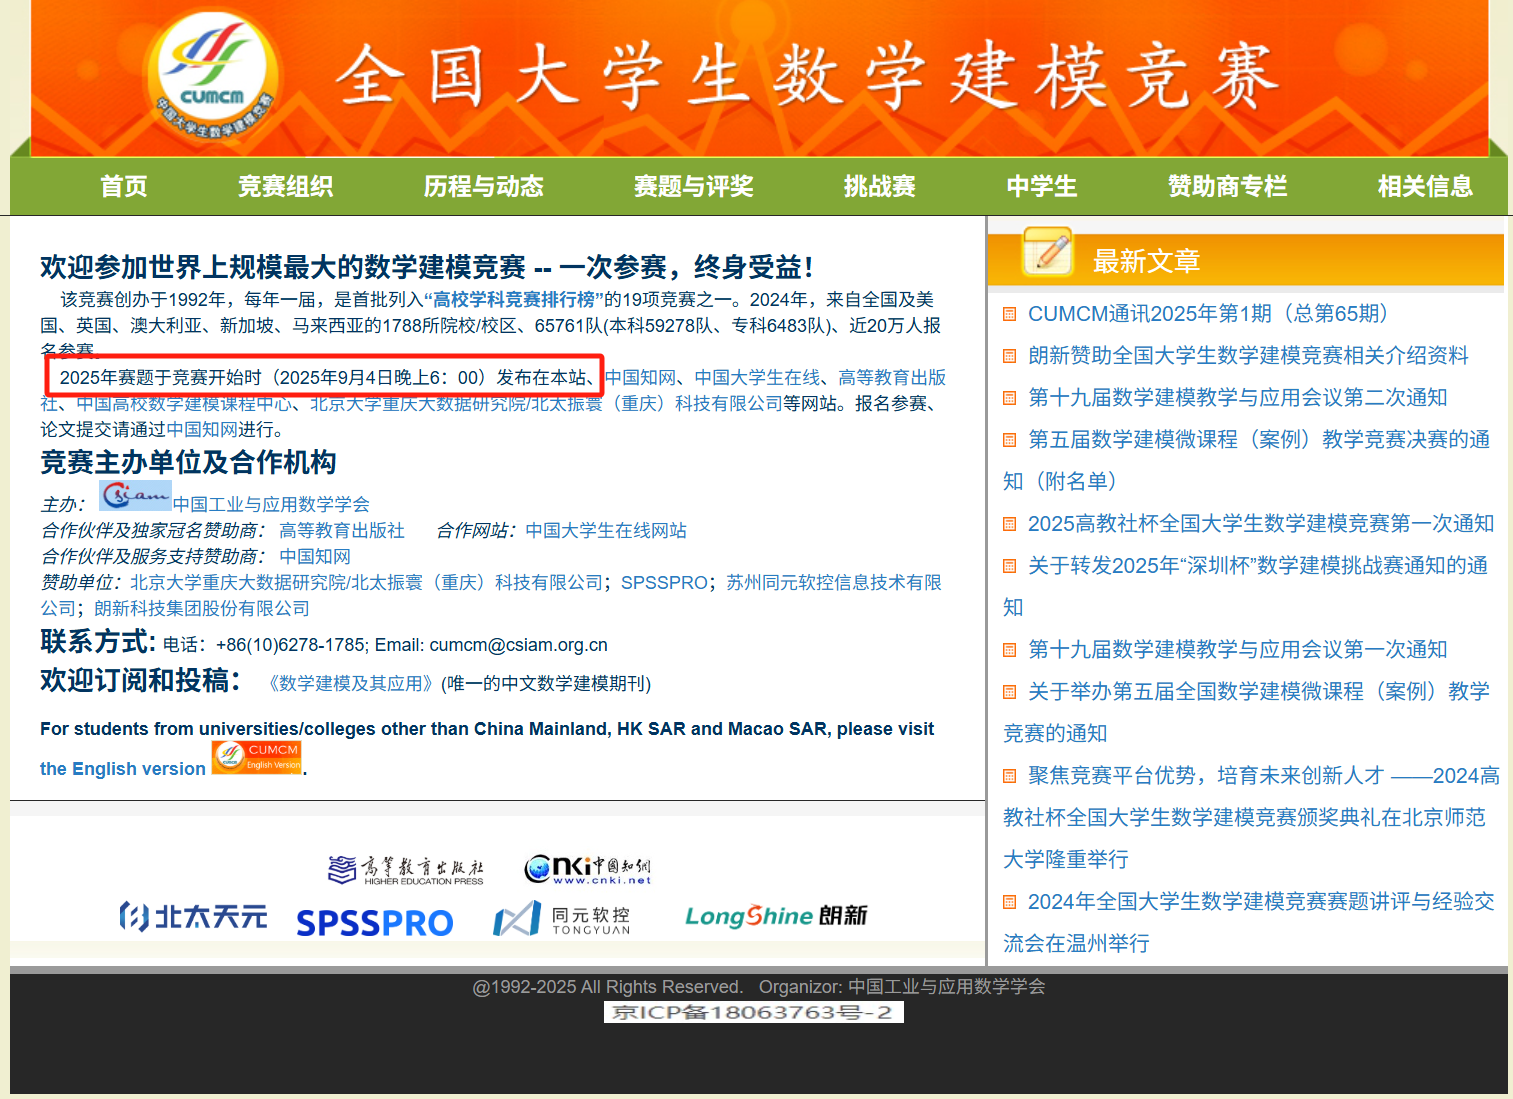 CUMCM
中国大学生数学建模竞赛
全国大学生数学建模竞赛
首页 竞赛组织 历程与动态 赛题与评奖 挑战赛 中学生 赞助商专栏 相关信息
欢迎参加世界上规模最大的数学建模竞赛 -- 一次参赛，终身受益！
该竞赛创办于1992年，每年一届，是首批列入“高校学科竞赛排行榜”的19项竞赛之一。2024年，来自全国及美
国、英国、澳大利亚、新加坡、马来西亚的1788所院校/校区、65761队(本科59278队、专科6483队)、近20万人报
名参赛。
2025年赛题于竞赛开始时（2025年9月4日晚上6：00）发布在本站、中国知网、中国大学生在线、高等教育出版
社、中国高校数学建模课程中心、北京大学重庆大数据研究院/北太振寰（重庆）科技有限公司等网站。报名参赛、
论文提交请通过中国知网进行。
竞赛主办单位及合作机构
主办： Csiam 中国工业与应用数学学会
合作伙伴及独家冠名赞助商： 高等教育出版社 合作网站：中国大学生在线网站
合作伙伴及服务支持赞助商： 中国知网
赞助单位：北京大学重庆大数据研究院/北太振寰（重庆）科技有限公司；SPSSPRO；苏州同元软控信息技术有限
公司；朗新科技集团股份有限公司
联系方式: 电话：+86(10)6278-1785; Email: cumcm@csiam.org.cn
欢迎订阅和投稿： 《数学建模及其应用》(唯一的中文数学建模期刊)
For students from universities/colleges other than China Mainland, HK SAR and Macao SAR, please visit
the English version CUMCM English Version.
高等教育出版社
HIGHER EDUCATION PRESS
CNKI中国知网
www.cnki.net
北太天元
SPSSPRO
同元软控
TONGYUAN
LongShine 朗新
最新文章
CUMCM通讯2025年第1期（总第65期）
朗新赞助全国大学生数学建模竞赛相关介绍资料
第十九届数学建模教学与应用会议第二次通知
第五届数学建模微课程（案例）教学竞赛决赛的通
知（附名单）
2025高教社杯全国大学生数学建模竞赛第一次通知
关于转发2025年“深圳杯”数学建模挑战赛通知的通
知
第十九届数学建模教学与应用会议第一次通知
关于举办第五届全国数学建模微课程（案例）教学
竞赛的通知
聚焦竞赛平台优势，培育未来创新人才 ——2024高
教社杯全国大学生数学建模竞赛颁奖典礼在北京师范
大学隆重举行
2024年全国大学生数学建模竞赛赛题讲评与经验交
流会在温州举行
@1992-2025 All Rights Reserved. Organizor: 中国工业与应用数学学会
京ICP备18063763号-2